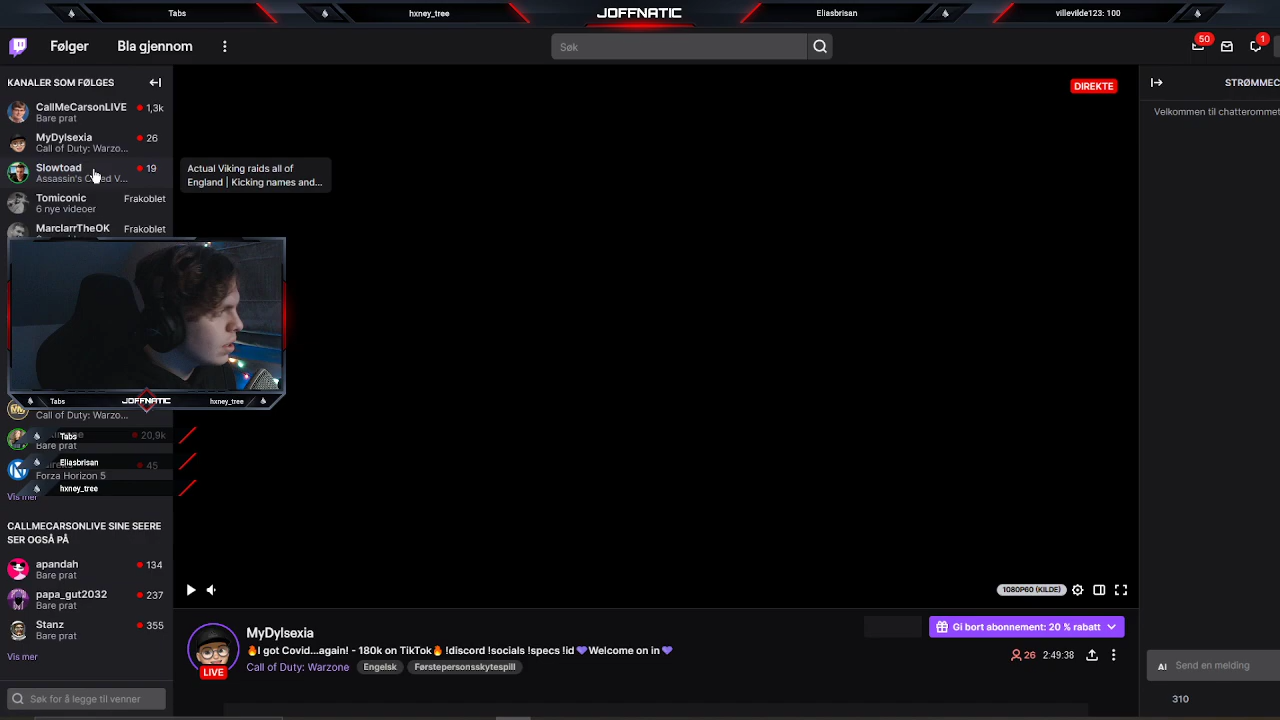 Tabs
hxney_tree
JOFFNATIC
Eliasbrisan
villevilde123: 100
Følger
Bla gjennom
Søk
50
1
KANALER SOM FØLGES
CallMeCarsonLIVE
1,3k
Bare prat
MyDylsexia
26
Call of Duty: Warzo...
Slowtoad
19
Assassin's V...
Actual Viking raids all of
England | Kicking names and...
Tomiconic
Frakoblet
6 nye videoer
MarclarrTheOK
Frakoblet
DIREKTE
Velkommen til chatterommet
Tabs
JOFFNATIC
hxney_tree
Call of Duty: Warzo...
Tabs
20,9k
Bare prat
Eliasbrisan
45
Forza Horizon 5
hxney_tree
Vis mer
CALLMECARSONLIVE SINE SEERE
SER OGSÅ PÅ
apandah
134
Bare prat
papa_gut2032
237
Bare prat
Stanz
355
Bare prat
Vis mer
Søk for å legge til venner
1080P60 (KILDE)
MyDylsexia
🔥I got Covid...again! - 180k on TikTok🔥 !discord !socials !specs !id💜Welcome on in💜
Call of Duty: Warzone
Engelsk
Førstepersonsskytespill
LIVE
Gi bort abonnement: 20 % rabatt
26
2:49:38
Send en melding
310